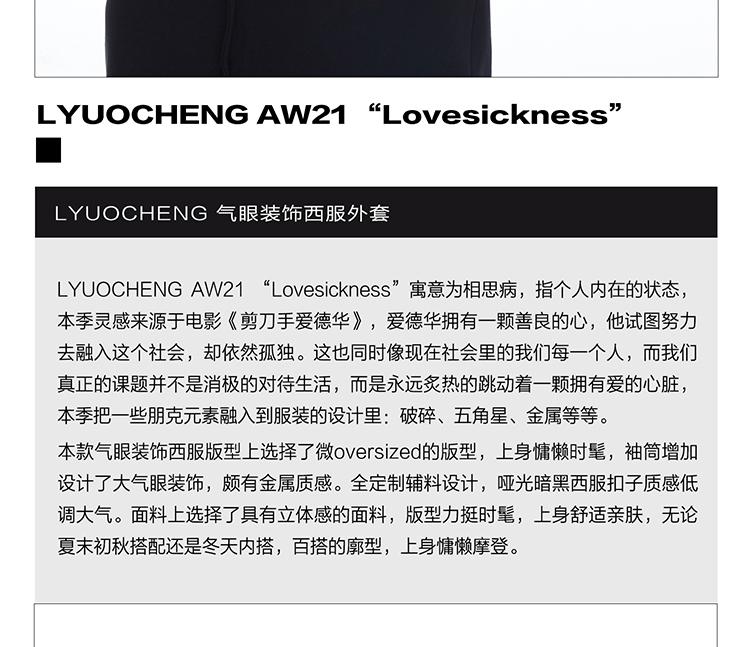 LYUOCHENG AW21 “Lovesickness”
LYUOCHENG 气眼装饰西服外套
LYUOCHENG AW21 “Lovesickness”寓意为相思病，指个人内在的状态，
本季灵感来源于电影《剪刀手爱德华》，爱德华拥有一颗善良的心，他试图努力
去融入这个社会，却依然孤独。这也同时像现在社会里的我们每一个人，而我们
真正的课题并不是消极的对待生活，而是永远炙热的跳动着一颗拥有爱的心脏，
本季把一些朋克元素融入到服装的设计里：破碎、五角星、金属等等。
本款气眼装饰西服版型上选择了微oversized的版型，上身慵懒时髦，袖筒增加
设计了大气眼装饰，颇有金属质感。全定制辅料设计，哑光暗黑西服扣子质感低
调大气。面料上选择了具有立体感的面料，版型力挺时髦，上身舒适亲肤，无论
夏末初秋搭配还是冬天内搭，百搭的廓型，上身慵懒摩登。